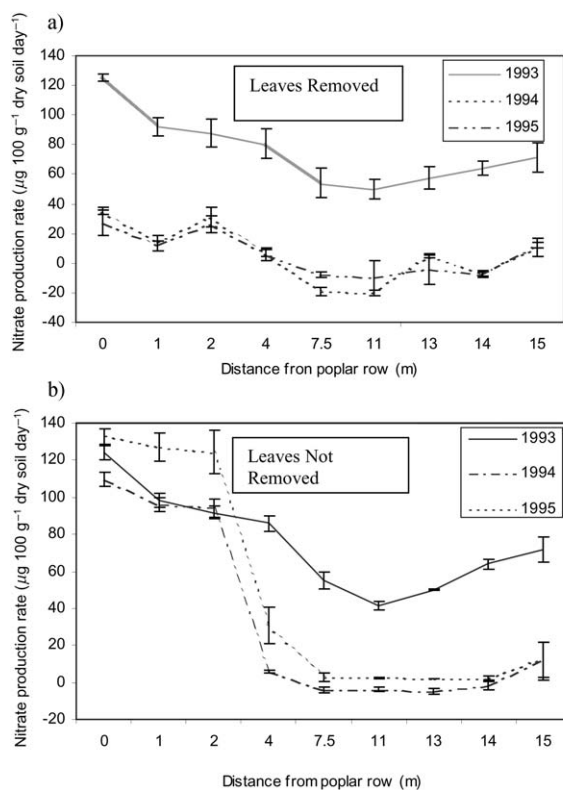 a)
Nitrate production rate (µg 100 g⁻¹ dry soil day⁻¹)
140
120
100
80
60
40
20
0
-20
-40
Leaves Removed
1993
1994
1995
0 1 2 4 7.5 11 13 14 15
Distance fron poplar row (m)
b)
Nitrate production rate (µg 100 g⁻¹ dry soil day⁻¹)
140
120
100
80
60
40
20
0
-20
Leaves Not
Removed
1993
1994
1995
0 1 2 4 7.5 11 13 14 15
Distance from poplar row (m)